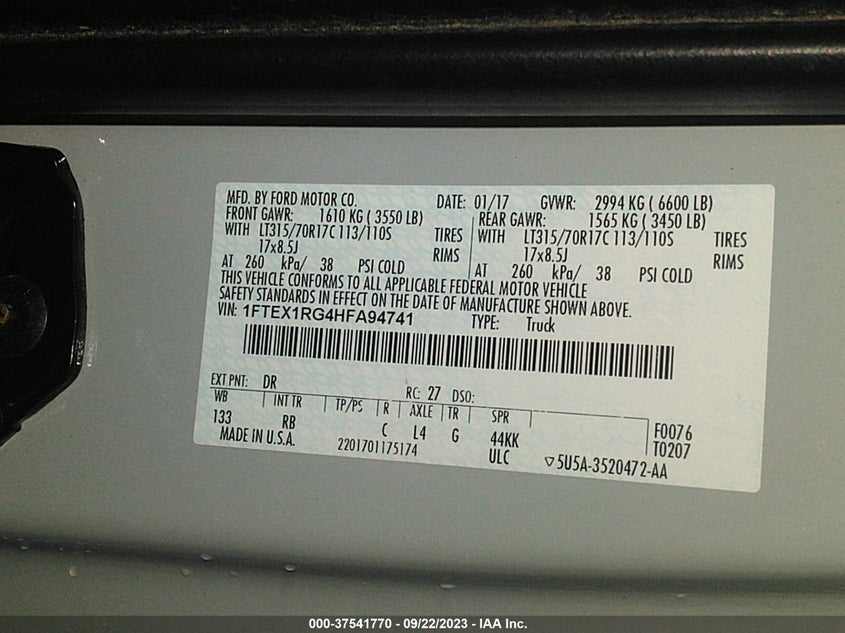 MFD. BY FORD MOTOR CO. DATE: 01/17 GVWR: 2994 KG ( 6600 LB)
FRONT GAWR: 1610 KG ( 3550 LB) REAR GAWR: 1565 KG ( 3450 LB)
WITH LT315/70R17C 113/110S TIRES WITH LT315/70R17C 113/110S TIRES
17x8.5J RIMS 17x8.5J RIMS
AT 260 kPa/ 38 PSI COLD AT 260 kPa/ 38 PSI COLD
THIS VEHICLE CONFORMS TO ALL APPLICABLE FEDERAL MOTOR VEHICLE
SAFETY STANDARDS IN EFFECT ON THE DATE OF MANUFACTURE SHOWN ABOVE.
VIN: 1FTEX1RG4HFA94741 TYPE: Truck
EXT PNT: DR RC: 27 DSO:
WB INT TR TP/PS R AXLE TR SPR F0076
133 RB C L4 G 44KK T0207
MADE IN U.S.A. 2201701175174 ULC ▽5U5A-3520472-AA
000-37541770 - 09/22/2023 - IAA Inc.